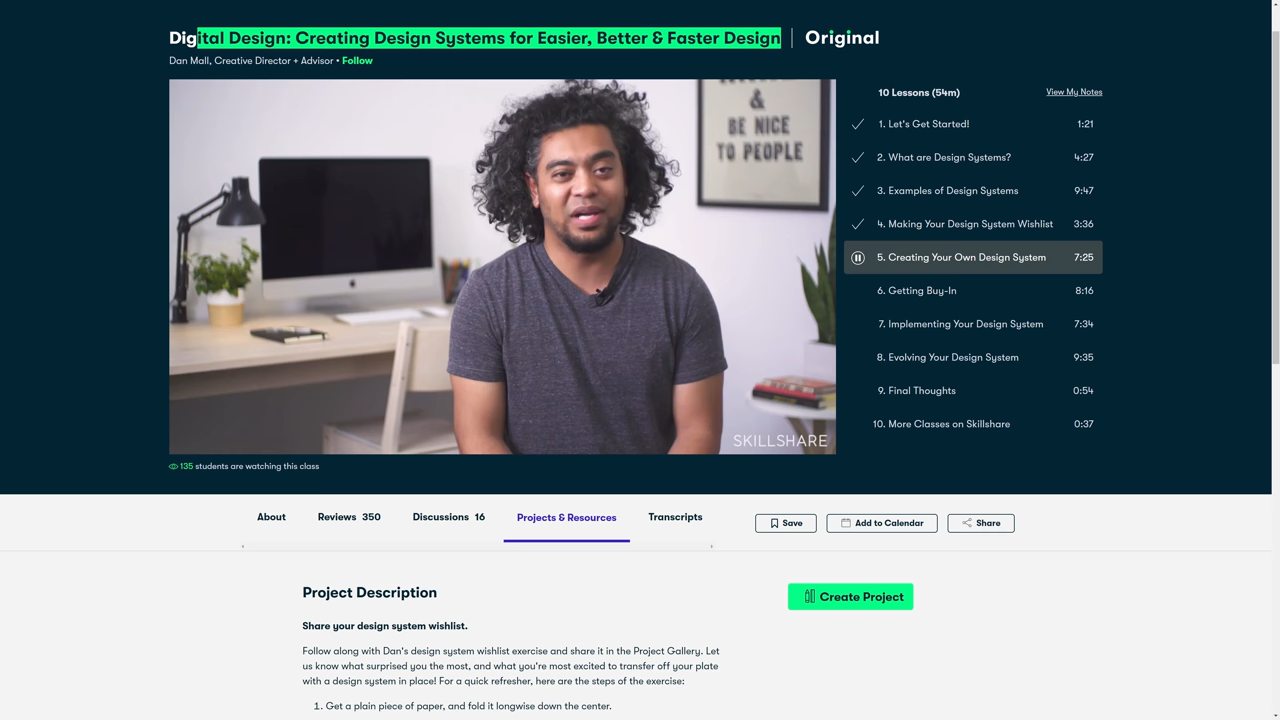 Digital Design: Creating Design Systems for Easier, Better & Faster Design | Original
Dan Mall, Creative Director + Advisor • Follow
&
BE NICE
TO PEOPLE
SKILLSHARE
135 students are watching this class
10 Lessons (54m) View My Notes
1. Let's Get Started! 1:21
2. What are Design Systems? 4:27
3. Examples of Design Systems 9:47
4. Making Your Design System Wishlist 3:36
5. Creating Your Own Design System 7:25
6. Getting Buy-In 8:16
7. Implementing Your Design System 7:34
8. Evolving Your Design System 9:35
9. Final Thoughts 0:54
10. More Classes on Skillshare 0:37
About Reviews 350 Discussions 16 Projects & Resources Transcripts
Save Add to Calendar Share
Project Description
Create Project
Share your design system wishlist.
Follow along with Dan's design system wishlist exercise and share it in the Project Gallery. Let
us know what surprised you the most, and what you're most excited to transfer off your plate
with a design system in place! For a quick refresher, here are the steps of the exercise:
1. Get a plain piece of paper, and fold it longwise down the center.